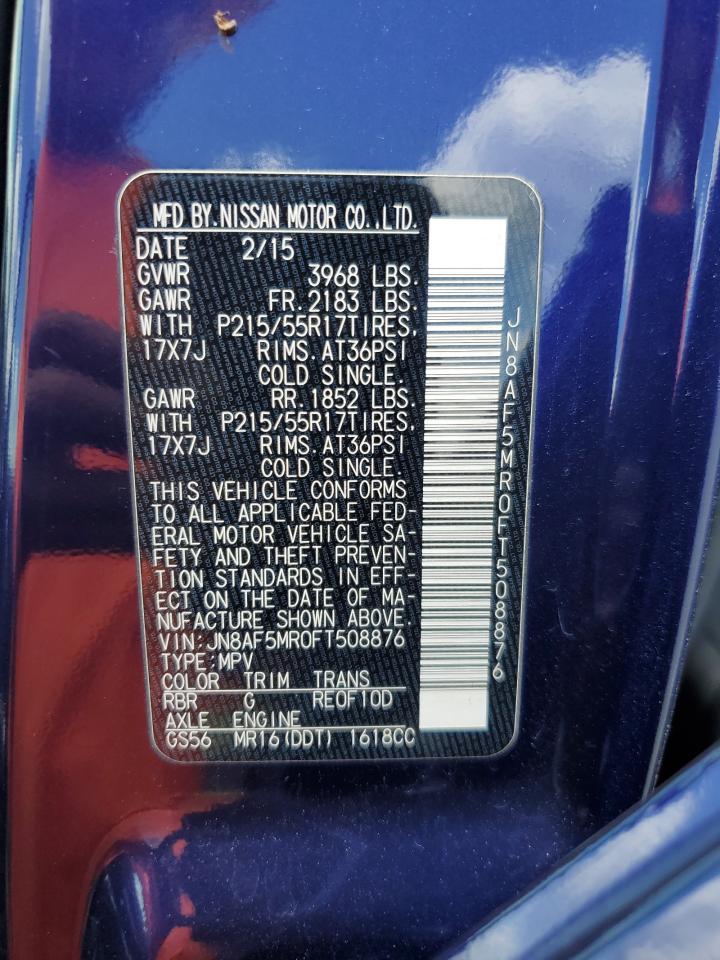 MFD BY.NISSAN MOTOR CO.,LTD.
DATE 2/15
GVWR 3968 LBS.
GAWR FR.2183 LBS.
WITH P215/55R17TIRES,
17X7J RIMS.AT36PSI
COLD SINGLE.
GAWR RR.1852 LBS.
WITH P215/55R17TIRES,
17X7J RIMS.AT36PSI
COLD SINGLE.
THIS VEHICLE CONFORMS
TO ALL APPLICABLE FED-
ERAL MOTOR VEHICLE SA-
FETY AND THEFT PREVEN-
TION STANDARDS IN EFF-
ECT ON THE DATE OF MA-
NUFACTURE SHOWN ABOVE.
VIN:JN8AF5MR0FT508876
TYPE:MPV
COLOR TRIM TRANS
RBR G RE0F10D
AXLE ENGINE
GS56 MR16(DDT) 1618CC
JN8AF5MR0FT508876